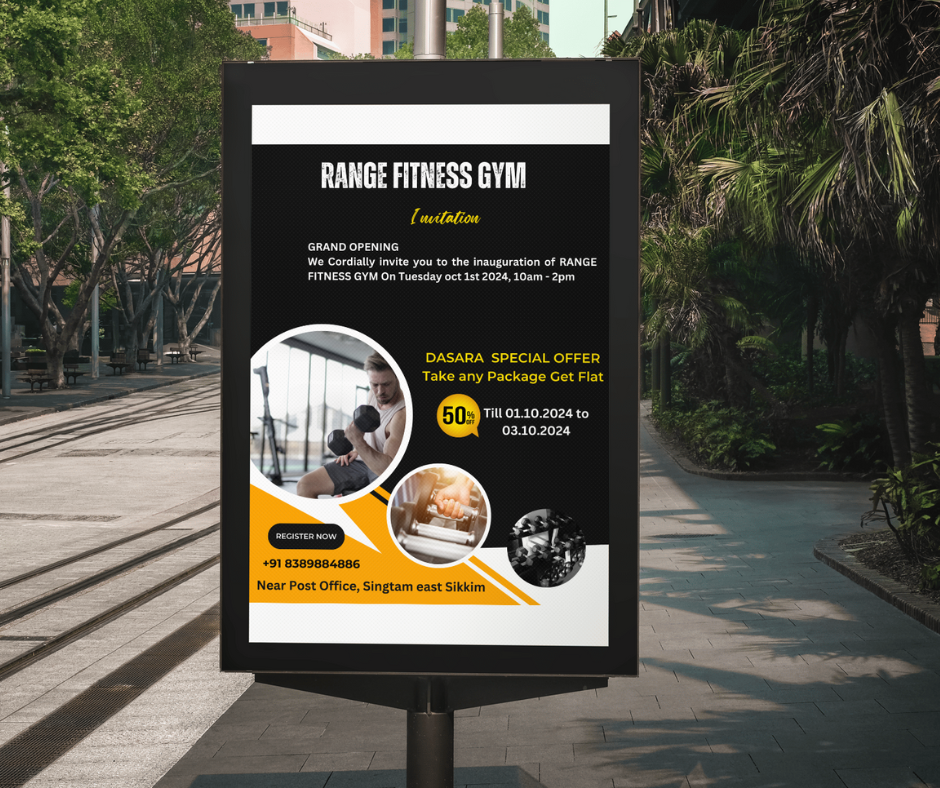 RANGE FITNESS GYM
Invitation
GRAND OPENING
We Cordially invite you to the inauguration of RANGE
FITNESS GYM On Tuesday oct 1st 2024, 10am - 2pm
DASARA SPECIAL OFFER
Take any Package Get Flat
50% OFF
Till 01.10.2024 to
03.10.2024
REGISTER NOW
+91 8389884886
Near Post Office, Singtam east Sikkim